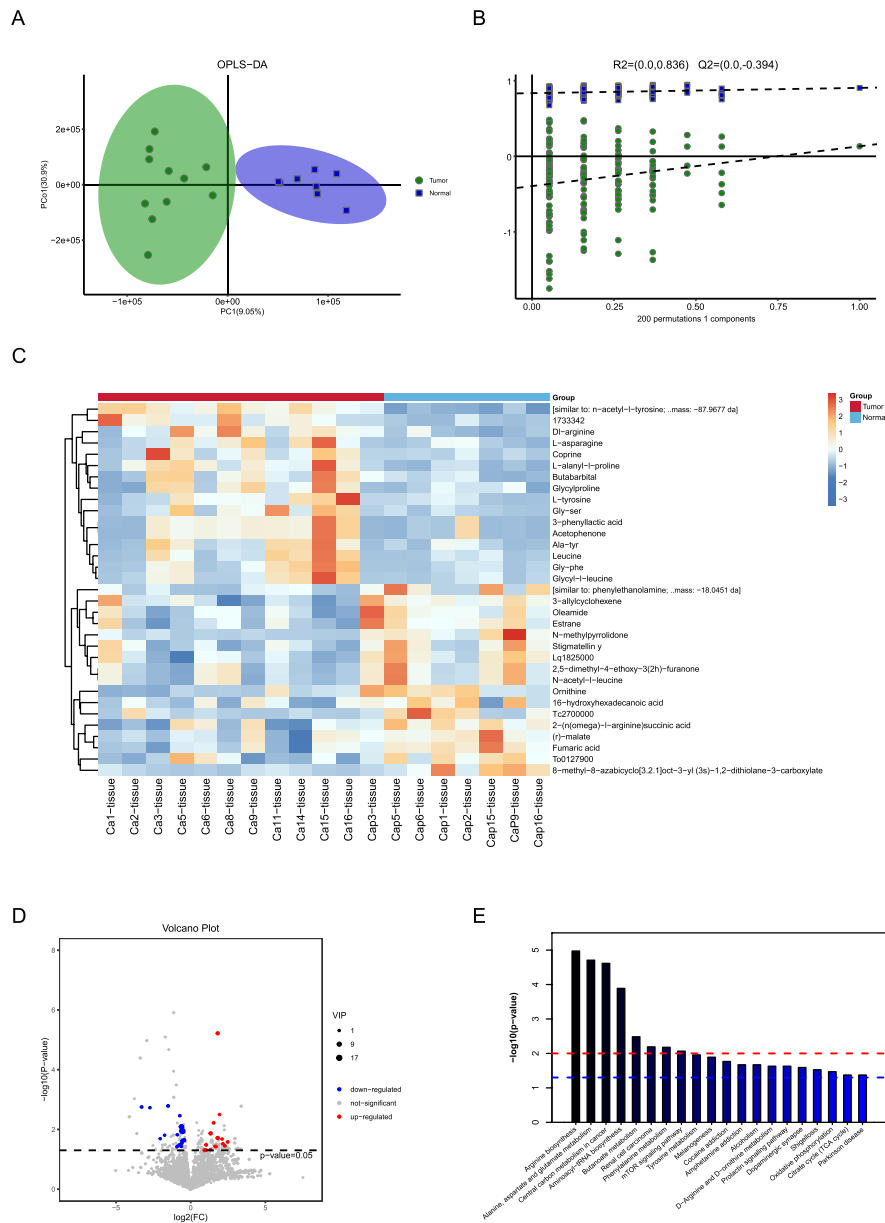 A
OPLS−DA
2e+05
0e+00
−2e+05
PCo1(30.9%)
−1e+05
0e+00
1e+05
PC1(9.05%)
Tumor
Normal
B
R2=(0.0,0.836) Q2=(0.0,−0.394)
1
0
−1
0.00
0.25
0.50
0.75
1.00
200 permutations 1 components
C
Group
[similar to: n−acetyl−l−tyrosine; ..mass: −87.9677 da]
1733342
Dl−arginine
L−asparagine
Coprine
L−alanyl−l−proline
Butabarbital
Glycylproline
L−tyrosine
Gly−ser
3−phenyllactic acid
Acetophenone
Ala−tyr
Leucine
Gly−phe
Glycyl−l−leucine
[similar to: phenylethanolamine; ..mass: −18.0451 da]
3−allylcyclohexene
Oleamide
Estrane
N−methylpyrrolidone
Stigmatellin y
Lq1825000
2,5−dimethyl−4−ethoxy−3(2h)−furanone
N−acetyl−l−leucine
Ornithine
16−hydroxyhexadecanoic acid
Tc2700000
2−(n(omega)−l−arginine)succinic acid
(r)−malate
Fumaric acid
To0127900
8−methyl−8−azabicyclo[3.2.1]oct−3−yl (3s)−1,2−dithiolane−3−carboxylate
Ca1−tissue
Ca2−tissue
Ca3−tissue
Ca5−tissue
Ca6−tissue
Ca8−tissue
Ca9−tissue
Ca11−tissue
Ca14−tissue
Ca15−tissue
Ca16−tissue
Cap3−tissue
Cap5−tissue
Cap6−tissue
Cap1−tissue
Cap2−tissue
Cap15−tissue
CaP9−tissue
Cap16−tissue
3
2
1
0
−1
−2
−3
Group
Tumor
Norma
D
Volcano Plot
8
6
4
2
0
−log10(P−value)
p−value=0.05
−5
0
5
log2(FC)
VIP
1
9
17
down−regulated
not−significant
up−regulated
E
5
4
3
2
1
0
−log10(p−value)
Arginine biosynthesis
Alanine, aspartate and glutamate metabolism
Central carbon metabolism in cancer
Aminoacyl−tRNA biosynthesis
Butanoate metabolism
Renal cell carcinoma
Phenylalanine metabolism
mTOR signaling pathway
Tyrosine metabolism
Melanogenesis
Cocaine addiction
Amphetamine addiction
Alcoholism
D−Arginine and D−ornithine metabolism
Prolactin signaling pathway
Dopaminergic synapse
Shigellosis
Oxidative phosphorylation
Citrate cycle (TCA cycle)
Parkinson disease